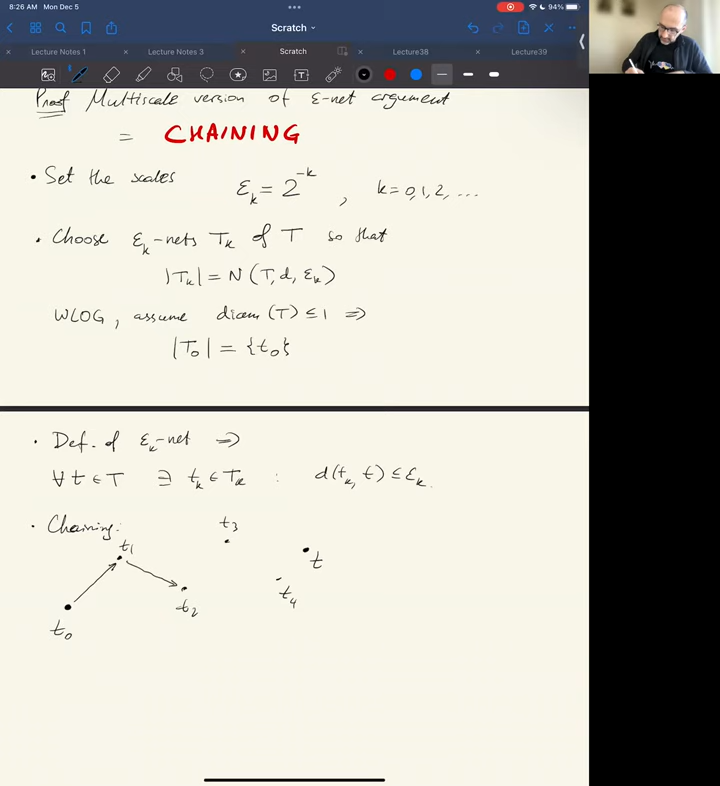 8:26 AM Mon Dec 5
94%
Scratch
Lecture Notes 1
Lecture Notes 3
Scratch
Lecture38
Lecture39
Proof Multiscale version of ε-net argument
= CHAINING
• Set the scales ε_k = 2^{-k}, k = 0, 1, 2, ...
• Choose ε_k-nets T_k of T so that
|T_k| = N(T, d, ε_k)
WLOG, assume diam(T) ≤ 1 ⇒
|T_0| = {t_0}
• Def. of ε_k-net ⇒
∀ t ∈ T ∃ t_k ∈ T_k : d(t_k, t) ≤ ε_k.
• Chaining:
t_3
t_1
t
t_4
t_2
t_0